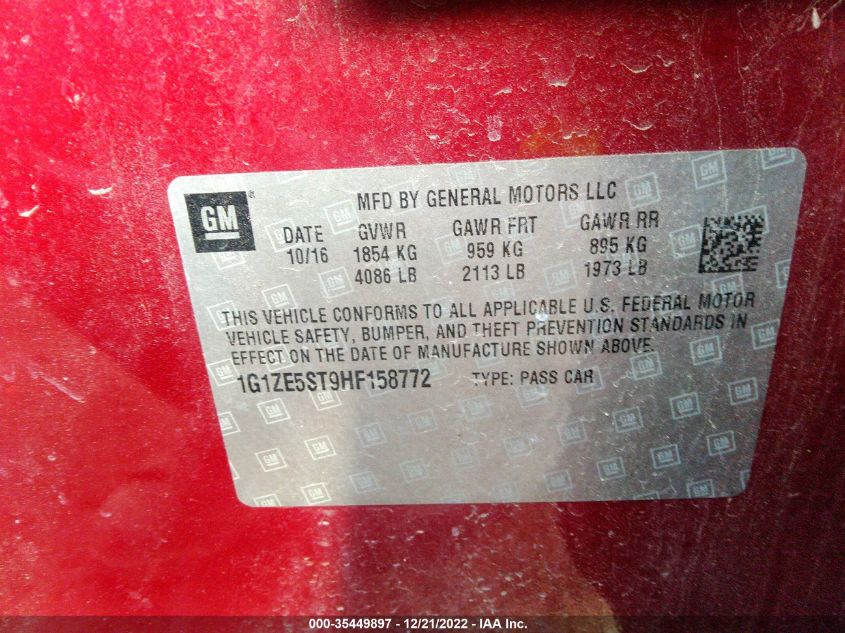 GM ®
MFD BY GENERAL MOTORS LLC
DATE GVWR GAWR FRT GAWR RR
10/16 1854 KG 959 KG 895 KG
4086 LB 2113 LB 1973 LB
THIS VEHICLE CONFORMS TO ALL APPLICABLE U.S. FEDERAL MOTOR
VEHICLE SAFETY, BUMPER, AND THEFT PREVENTION STANDARDS IN
EFFECT ON THE DATE OF MANUFACTURE SHOWN ABOVE.
1G1ZE5ST9HF158772 TYPE: PASS CAR
000-35449897 - 12/21/2022 - IAA Inc.